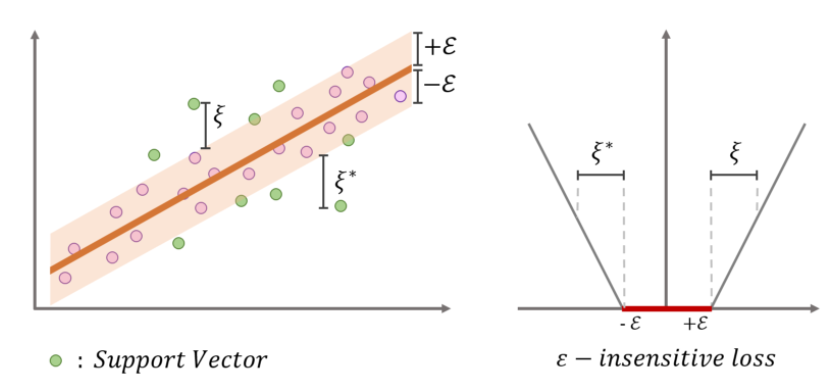 +ℰ
−ℰ
ξ
ξ*
: Support Vector
ξ*
ξ
- ℰ
+ℰ
ε − insensitive loss